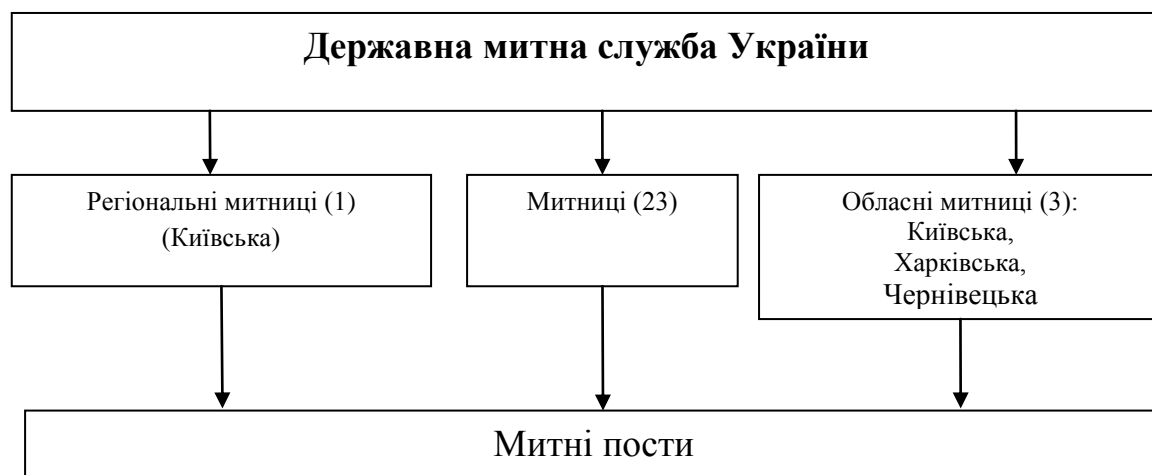 Державна митна служба України
Регіональні митниці (1)
(Київська)
Митниці (23)
Обласні митниці (3):
Київська,
Харківська,
Чернівецька
Митні пости